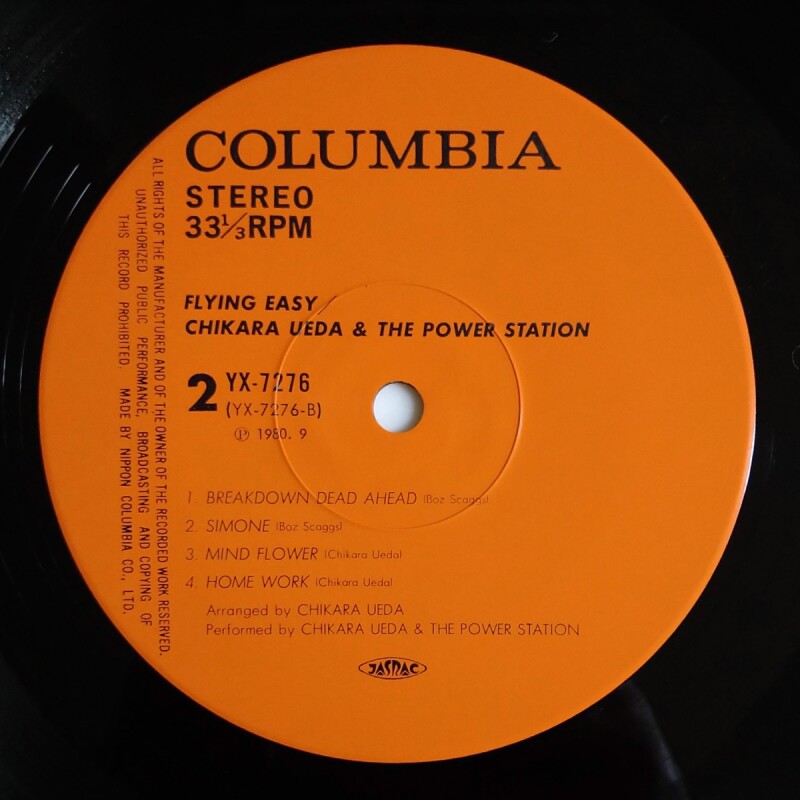 COLUMBIA
STEREO
33 1/3 RPM
FLYING EASY
CHIKARA UEDA & THE POWER STATION
2 YX-7276
(YX-7276-B)
Ⓟ 1980. 9
1. BREAKDOWN DEAD AHEAD (Boz Scaggs)
2. SIMONE (Boz Scaggs)
3. MIND FLOWER (Chikara Ueda)
4. HOME WORK (Chikara Ueda)
Arranged by CHIKARA UEDA
Performed by CHIKARA UEDA & THE POWER STATION
JASRAC
ALL RIGHTS OF THE MANUFACTURER AND OF THE OWNER OF THE RECORDED WORK RESERVED.
UNAUTHORIZED PUBLIC PERFORMANCE, BROADCASTING AND COPYING OF
THIS RECORD PROHIBITED. MADE BY NIPPON COLUMBIA CO., LTD.